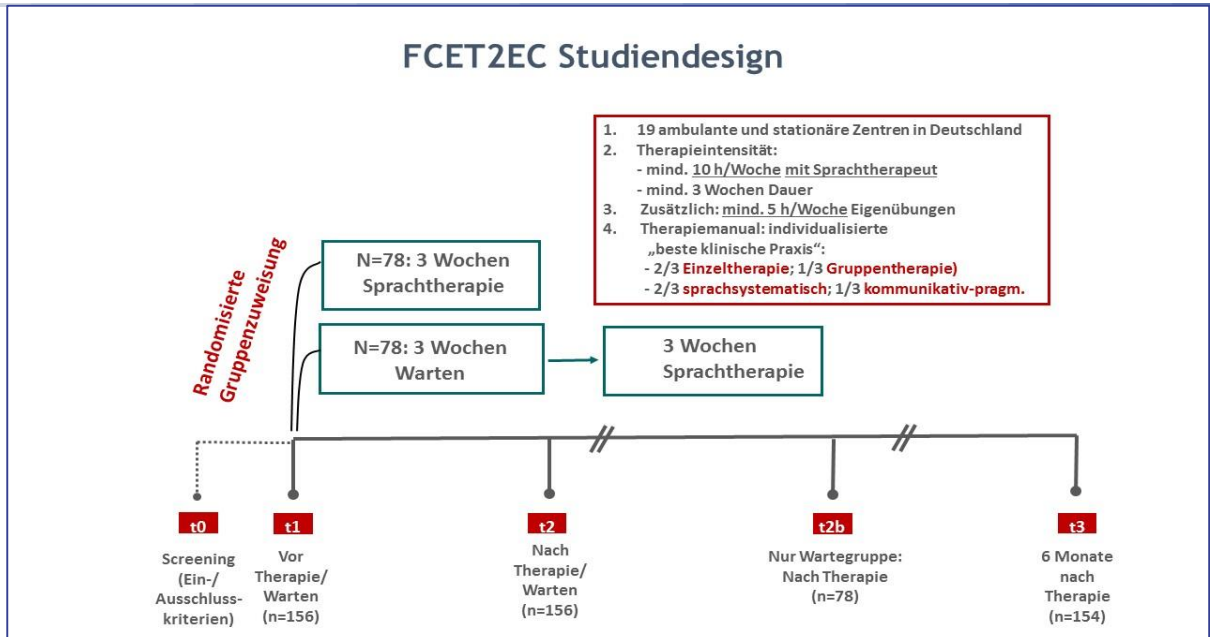 FCET2EC Studiendesign
1. 19 ambulante und stationäre Zentren in Deutschland
2. Therapieintensität:
- mind. 10 h/Woche mit Sprachtherapeut
- mind. 3 Wochen Dauer
3. Zusätzlich: mind. 5 h/Woche Eigenübungen
4. Therapiemanual: individualisierte
„beste klinische Praxis“:
- 2/3 Einzeltherapie; 1/3 Gruppentherapie)
- 2/3 sprachsystematisch; 1/3 kommunikativ-pragm.
Randomisierte
Gruppenzuweisung
N=78: 3 Wochen
Sprachtherapie
N=78: 3 Wochen
Warten
3 Wochen
Sprachtherapie
t0
Screening
(Ein-/
Ausschluss-
kriterien)
t1
Vor
Therapie/
Warten
(n=156)
t2
Nach
Therapie/
Warten
(n=156)
t2b
Nur Wartegruppe:
Nach Therapie
(n=78)
t3
6 Monate
nach
Therapie
(n=154)